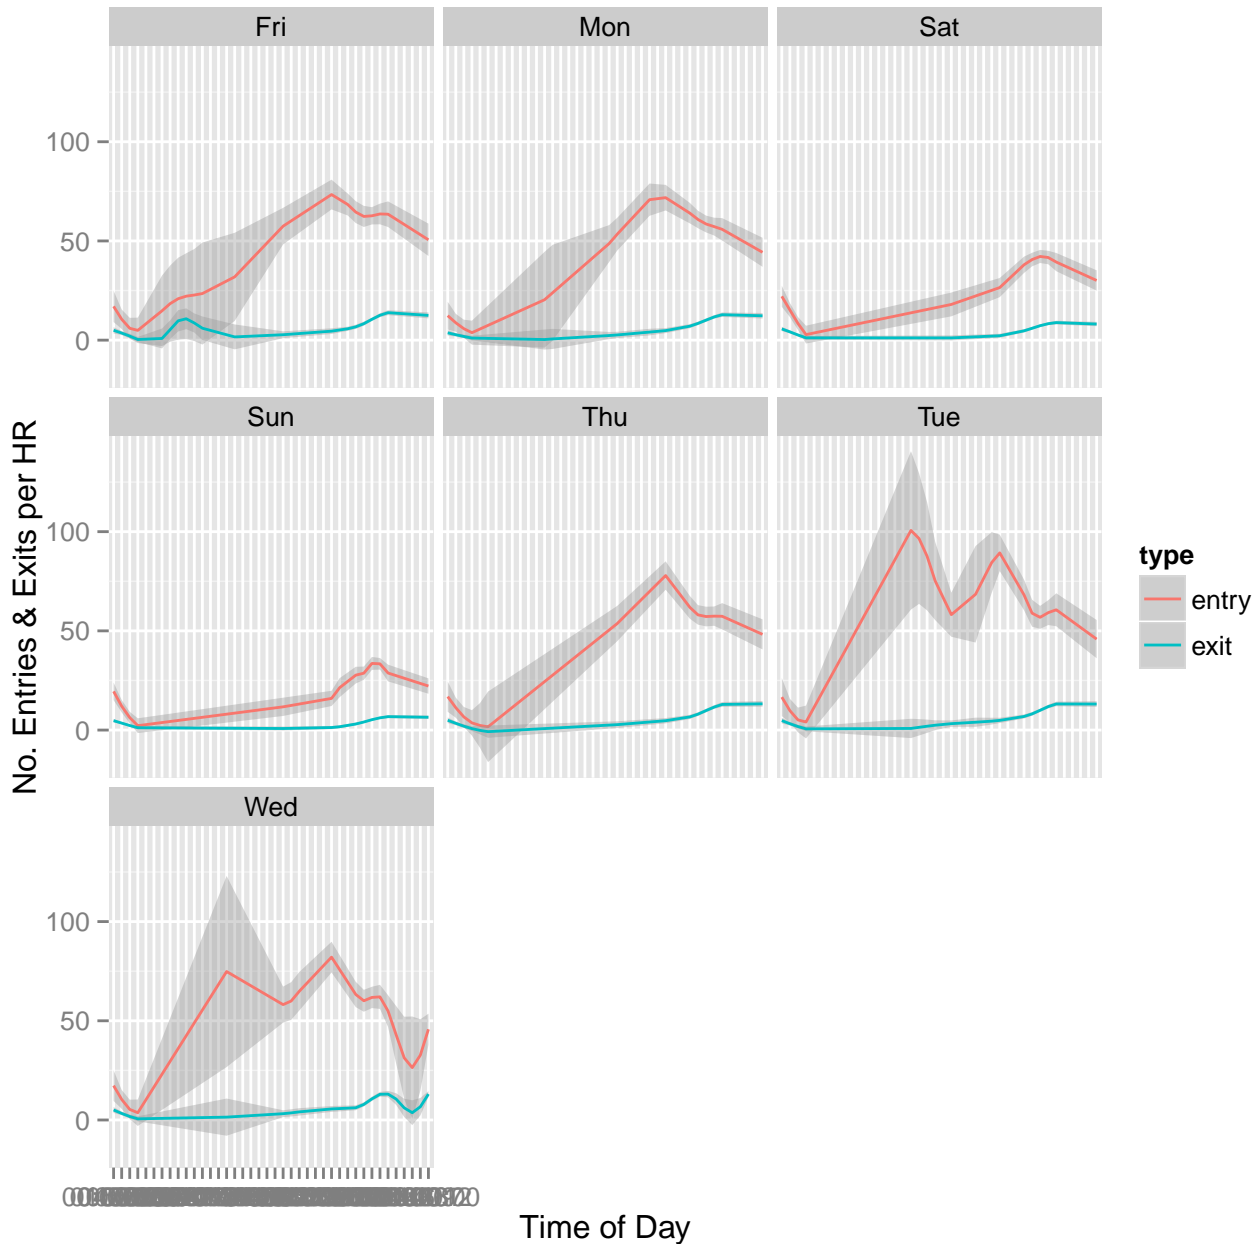 Fri Mon Sat
100
50
0
Sun Thu Tue
100
50
0
Wed
100
50
0
No. Entries & Exits per HR
Time of Day
type
entry
exit